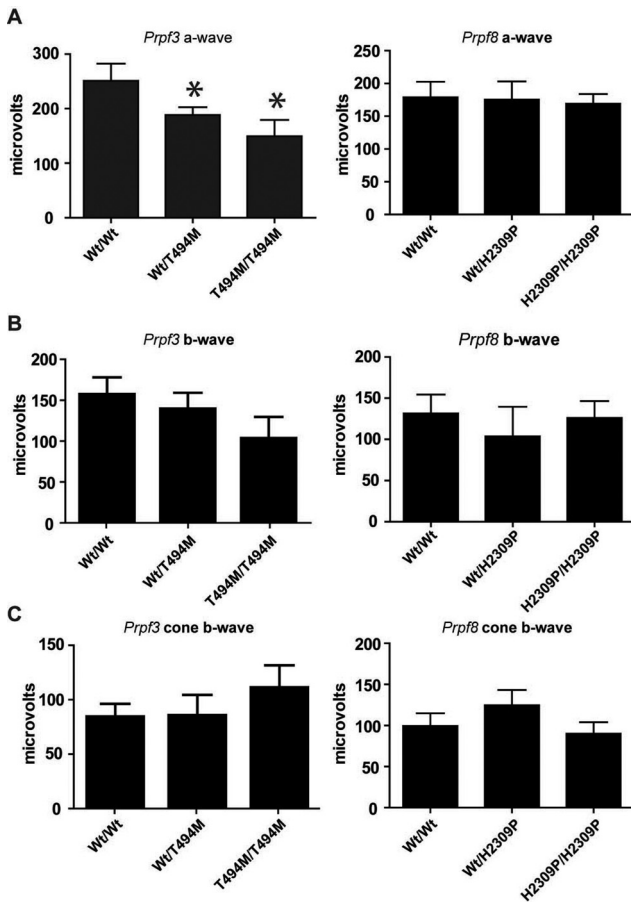 A
Prpf3 a-wave
microvolts
300
200
100
0
*
*
Wt/Wt
Wt/T494M
T494M/T494M
Prpf8 a-wave
microvolts
250
200
150
100
50
0
Wt/Wt
Wt/H2309P
H2309P/H2309P
B
Prpf3 b-wave
microvolts
200
150
100
50
0
Wt/Wt
Wt/T494M
T494M/T494M
Prpf8 b-wave
microvolts
200
150
100
50
0
Wt/Wt
Wt/H2309P
H2309P/H2309P
C
Prpf3 cone b-wave
microvolts
150
100
50
0
Wt/Wt
Wt/T494M
T494M/T494M
Prpf8 cone b-wave
microvolts
200
150
100
50
0
Wt/Wt
Wt/H2309P
H2309P/H2309P